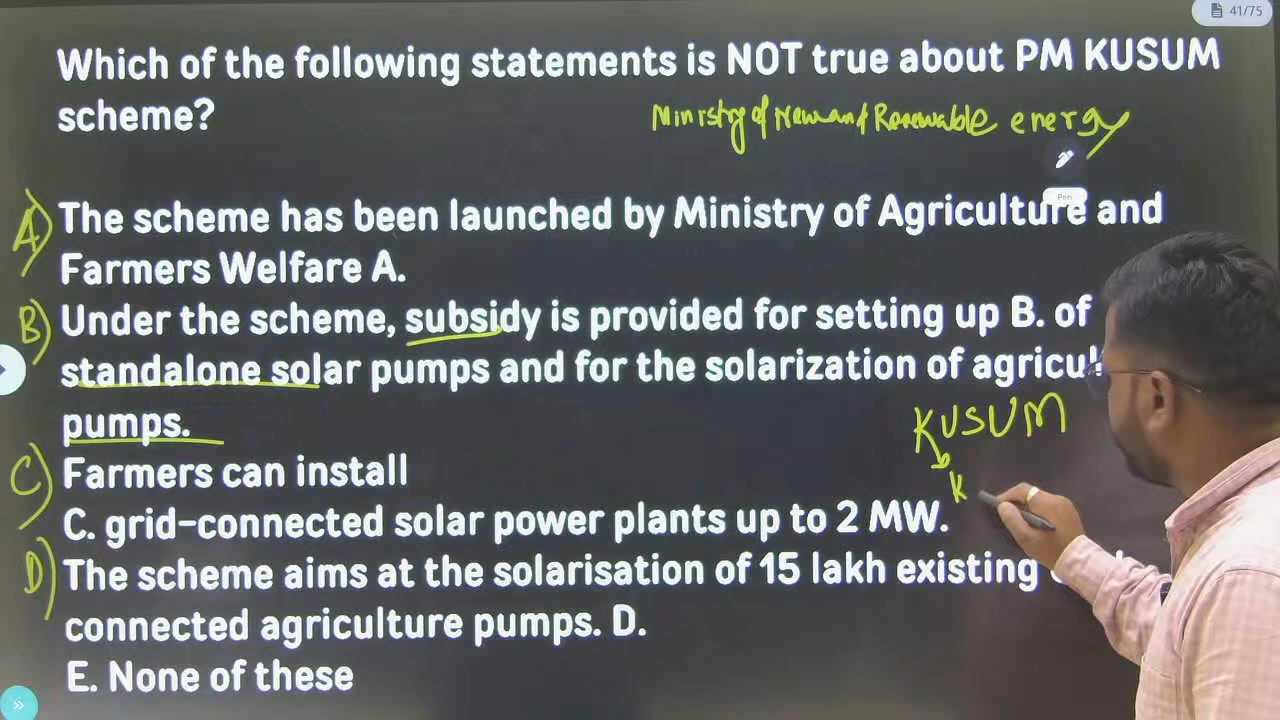 41/75
Which of the following statements is NOT true about PM KUSUM
scheme?
Ministry of New and Renewable energy
Pen
A) The scheme has been launched by Ministry of Agriculture and
Farmers Welfare A.
B) Under the scheme, subsidy is provided for setting up B. of
standalone solar pumps and for the solarization of agricul
pumps.
KUSUM
C) Farmers can install
K
C. grid-connected solar power plants up to 2 MW.
D) The scheme aims at the solarisation of 15 lakh existing
connected agriculture pumps. D.
E. None of these